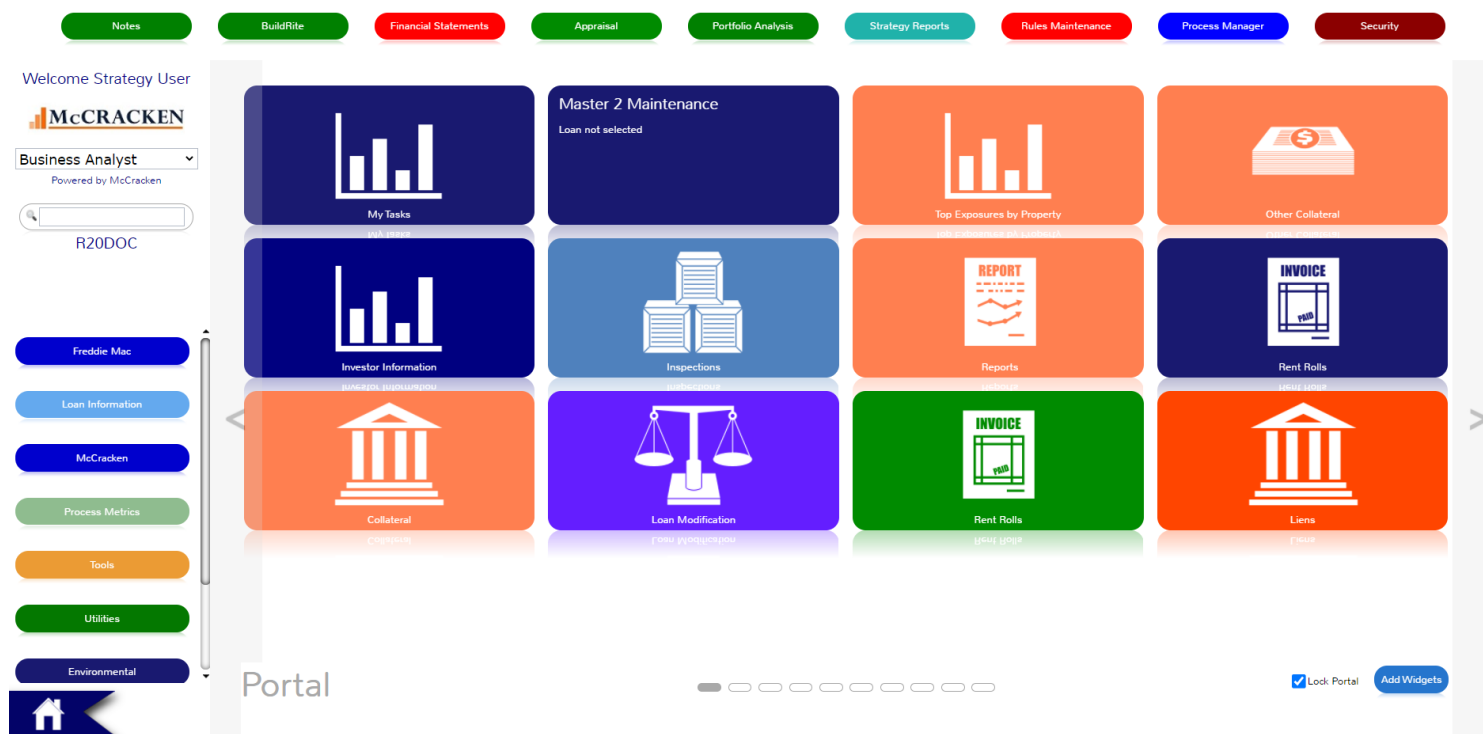 Notes
BuildRite
Financial Statements
Appraisal
Portfolio Analysis
Strategy Reports
Rules Maintenance
Process Manager
Security
Welcome Strategy User
McCRACKEN
Business Analyst
Powered by McCracken
R20DOC
Freddie Mac
Loan Information
McCracken
Process Metrics
Tools
Utilities
Environmental
My Tasks
Master 2 Maintenance
Loan not selected
Top Exposures by Property
Other Collateral
Investor Information
Inspections
REPORT
Reports
INVOICE
PAID
Rent Rolls
Collateral
Loan Modification
INVOICE
PAID
Rent Rolls
Liens
<
>
Portal
Lock Portal
Add Widgets